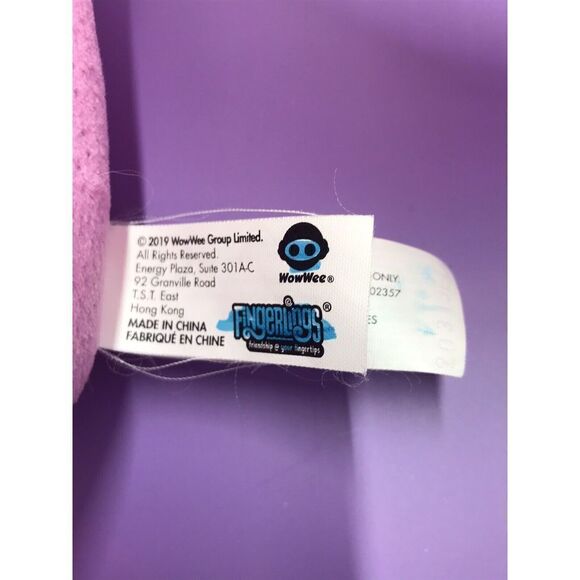 © 2019 WowWee Group Limited.
All Rights Reserved.
Energy Plaza, Suite 301A-C
92 Granville Road
T.S.T. East
Hong Kong
MADE IN CHINA
FABRIQUÉ EN CHINE
WowWee®
Fingerlings®
friendship @ your fingertips
ONLY.
02357
ES